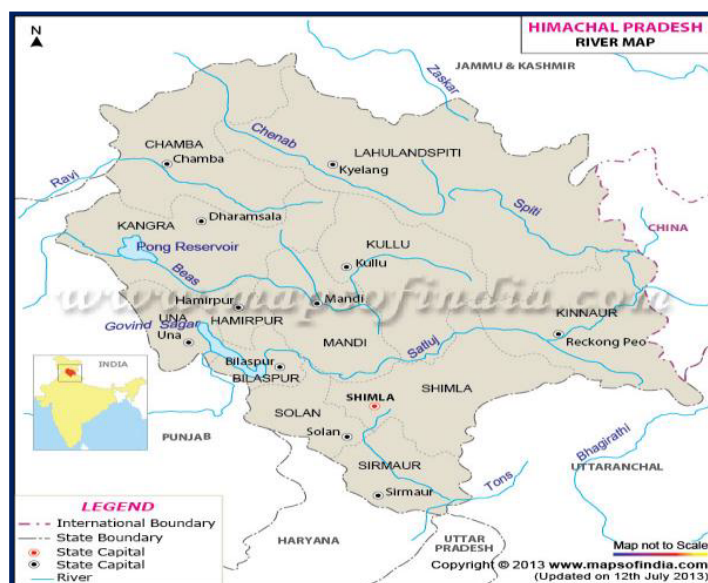 HIMACHAL PRADESH
RIVER MAP
N
JAMMU & KASHMIR
Zaskar
CHAMBA
Chamba
Chenab
LAHULANDSPITI
Kyelang
Ravi
Spiti
KANGRA
Dharamsala
CHINA
Pong Reservoir
KULLU
Kullu
Beas
www.mapsofindia.com
Hamirpur
Mandi
UNA
HAMIRPUR
KINNAUR
Govind Sagar
Una
MANDI
Satluj
Reckong Peo
INDIA
Bilaspur
BILASPUR
SHIMLA
SHIMLA
SOLAN
PUNJAB
Solan
Bhagirathi
SIRMAUR
UTTARANCHAL
Tons
Sirmaur
LEGEND
International Boundary
State Boundary
State Capital
State Capital
River
HARYANA
UTTAR
PRADESH
Map not to Scale
Copyright © 2013 www.mapsofindia.com
(Updated on 12th July 2013)